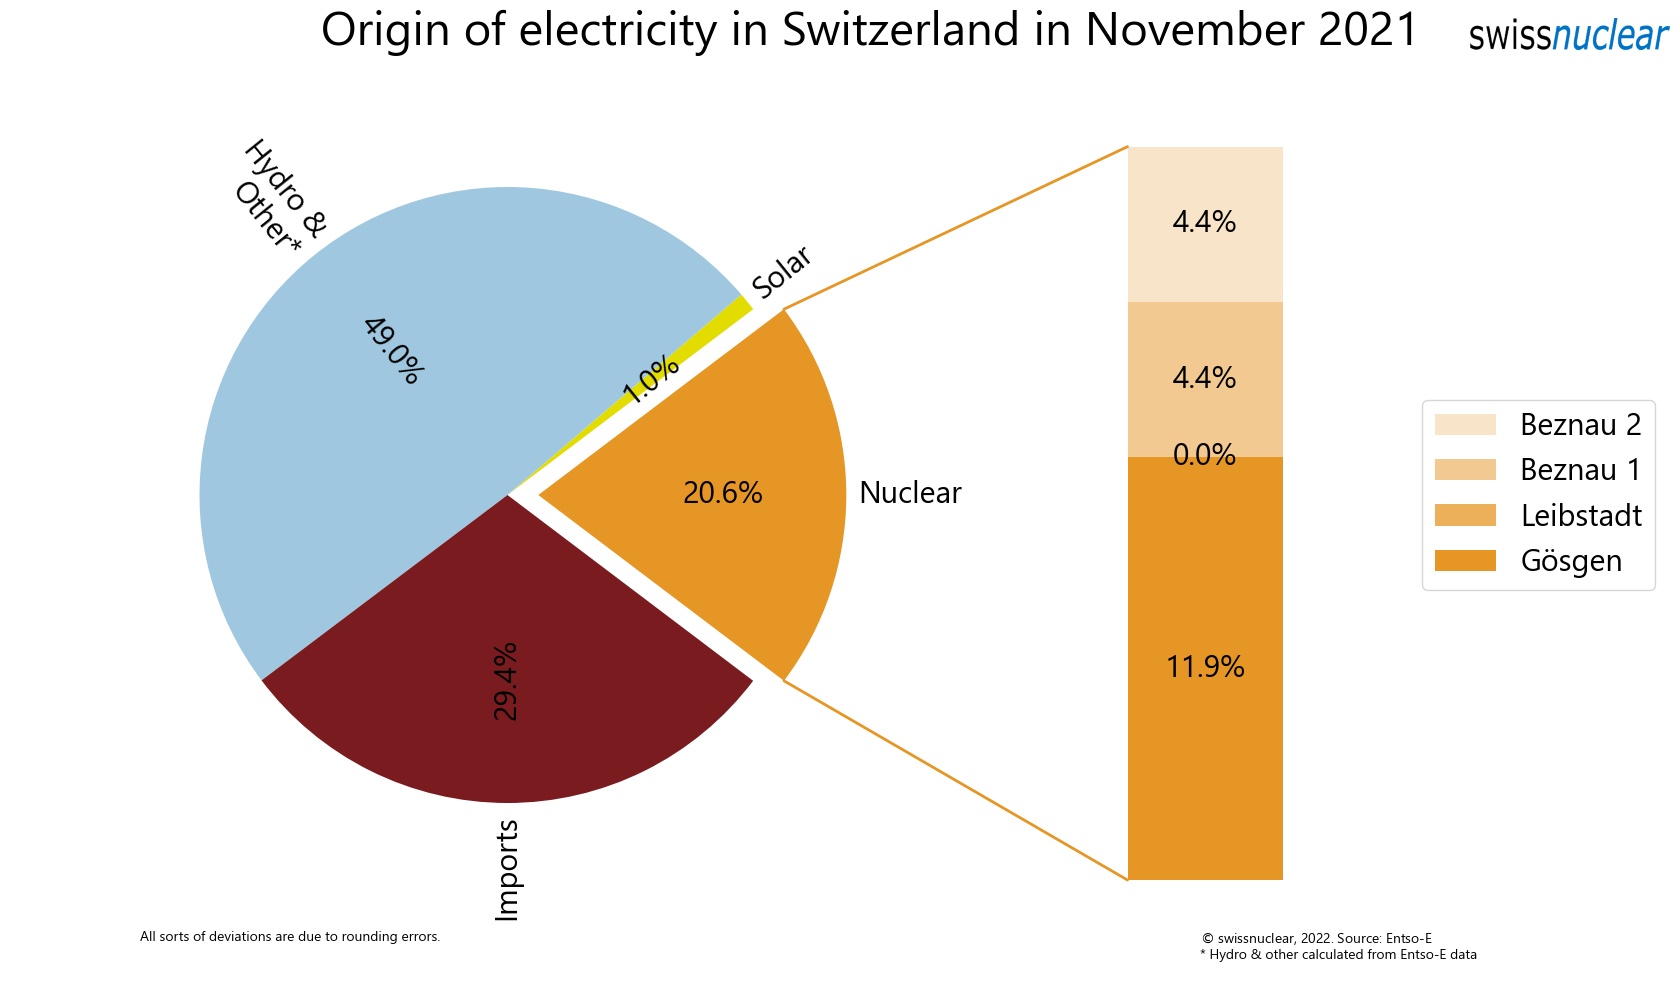 Origin of electricity in Switzerland in November 2021
swissnuclear
Hydro &
Other*
49.0%
Solar
1.0%
20.6%
Nuclear
29.4%
Imports
4.4%
4.4%
0.0%
11.9%
Beznau 2
Beznau 1
Leibstadt
Gösgen
All sorts of deviations are due to rounding errors.
© swissnuclear, 2022. Source: Entso-E
* Hydro & other calculated from Entso-E data